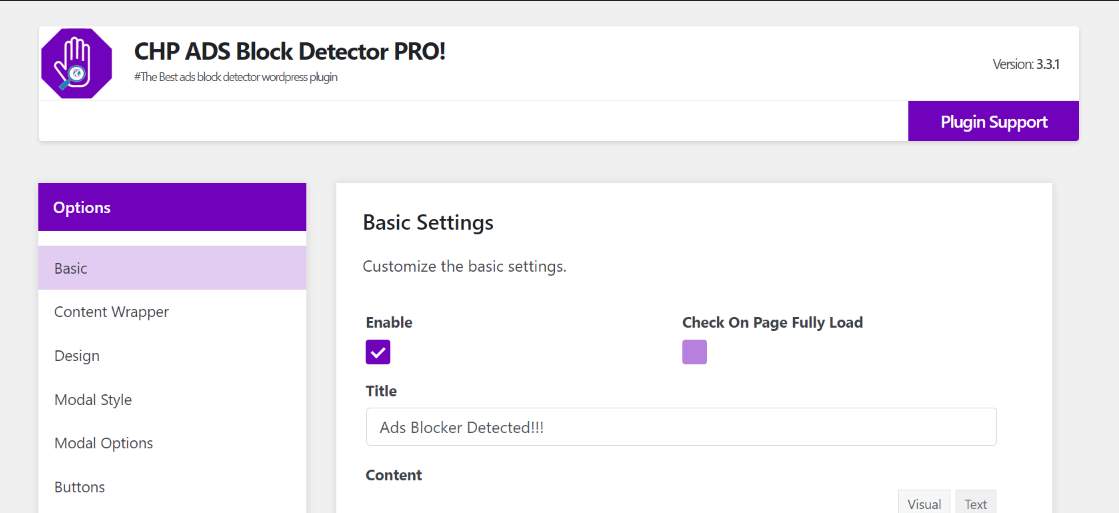 CHP ADS Block Detector PRO!
#The Best ads block detector wordpress plugin
Version: 3.3.1
Plugin Support
Options
Basic
Content Wrapper
Design
Modal Style
Modal Options
Buttons
Basic Settings
Customize the basic settings.
Enable
Check On Page Fully Load
Title
Ads Blocker Detected!!!
Content
Visual
Text